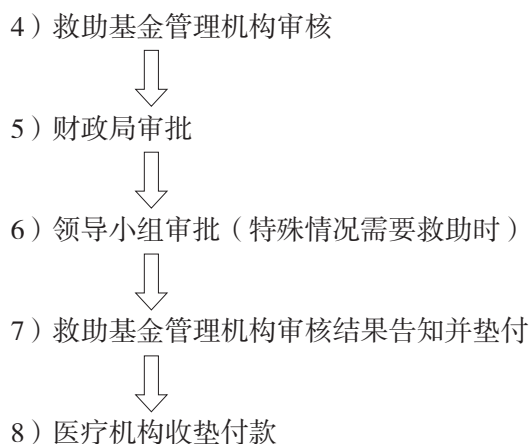 4）救助基金管理机构审核
5）财政局审批
6）领导小组审批（特殊情况需要救助时）
7）救助基金管理机构审核结果告知并垫付
8）医疗机构收垫付款